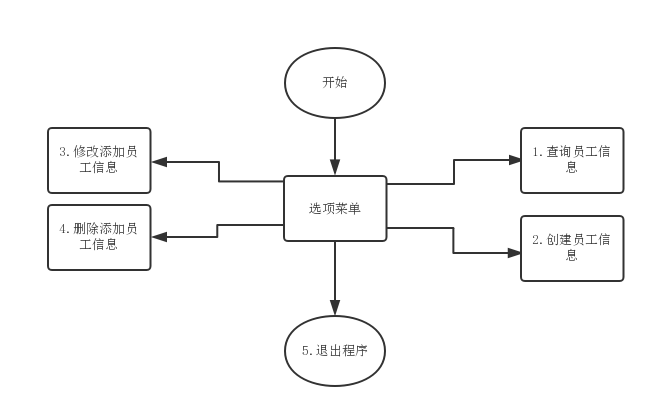 开始
3.修改添加员
工信息
1.查询员工信
息
选项菜单
4.删除添加员
工信息
2.创建员工信
息
5.退出程序